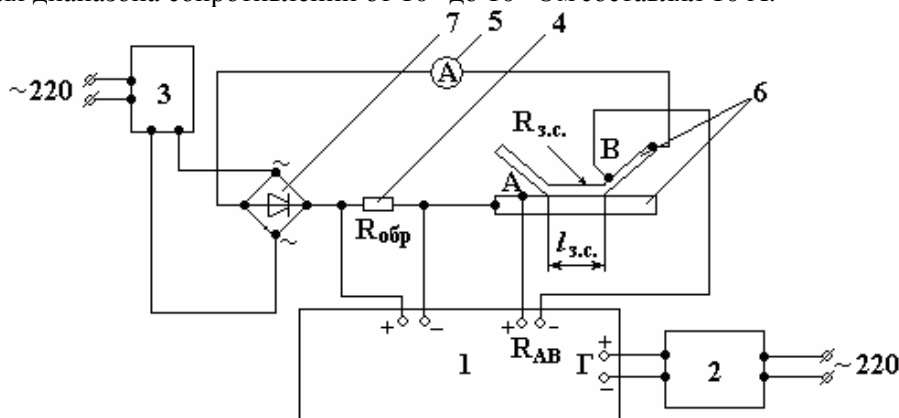 7 5 4
~220 3
A
6
R з.с.
B
~
A
R обр
l з.с.
~
+ – + –
R AB
+
1 Г 2 ~220
–